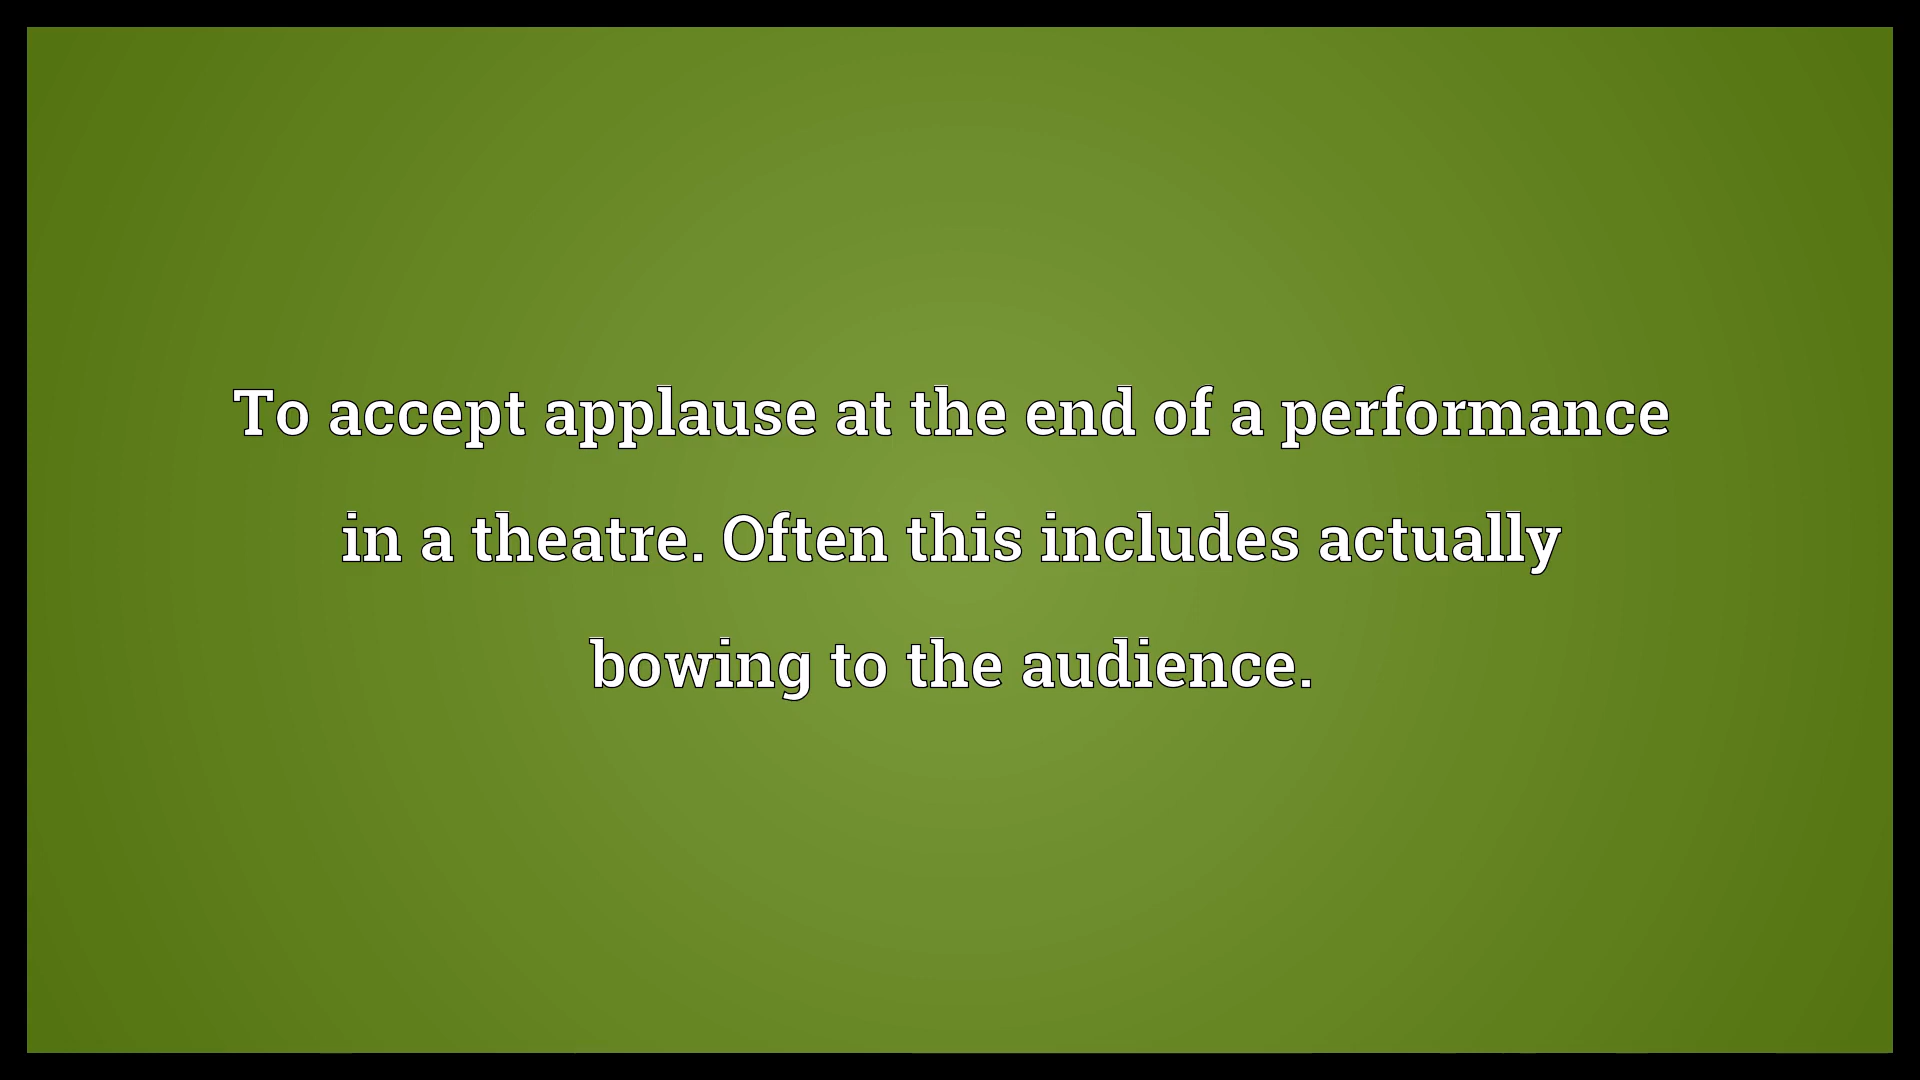 To accept applause at the end of a performance
in a theatre. Often this includes actually
bowing to the audience.